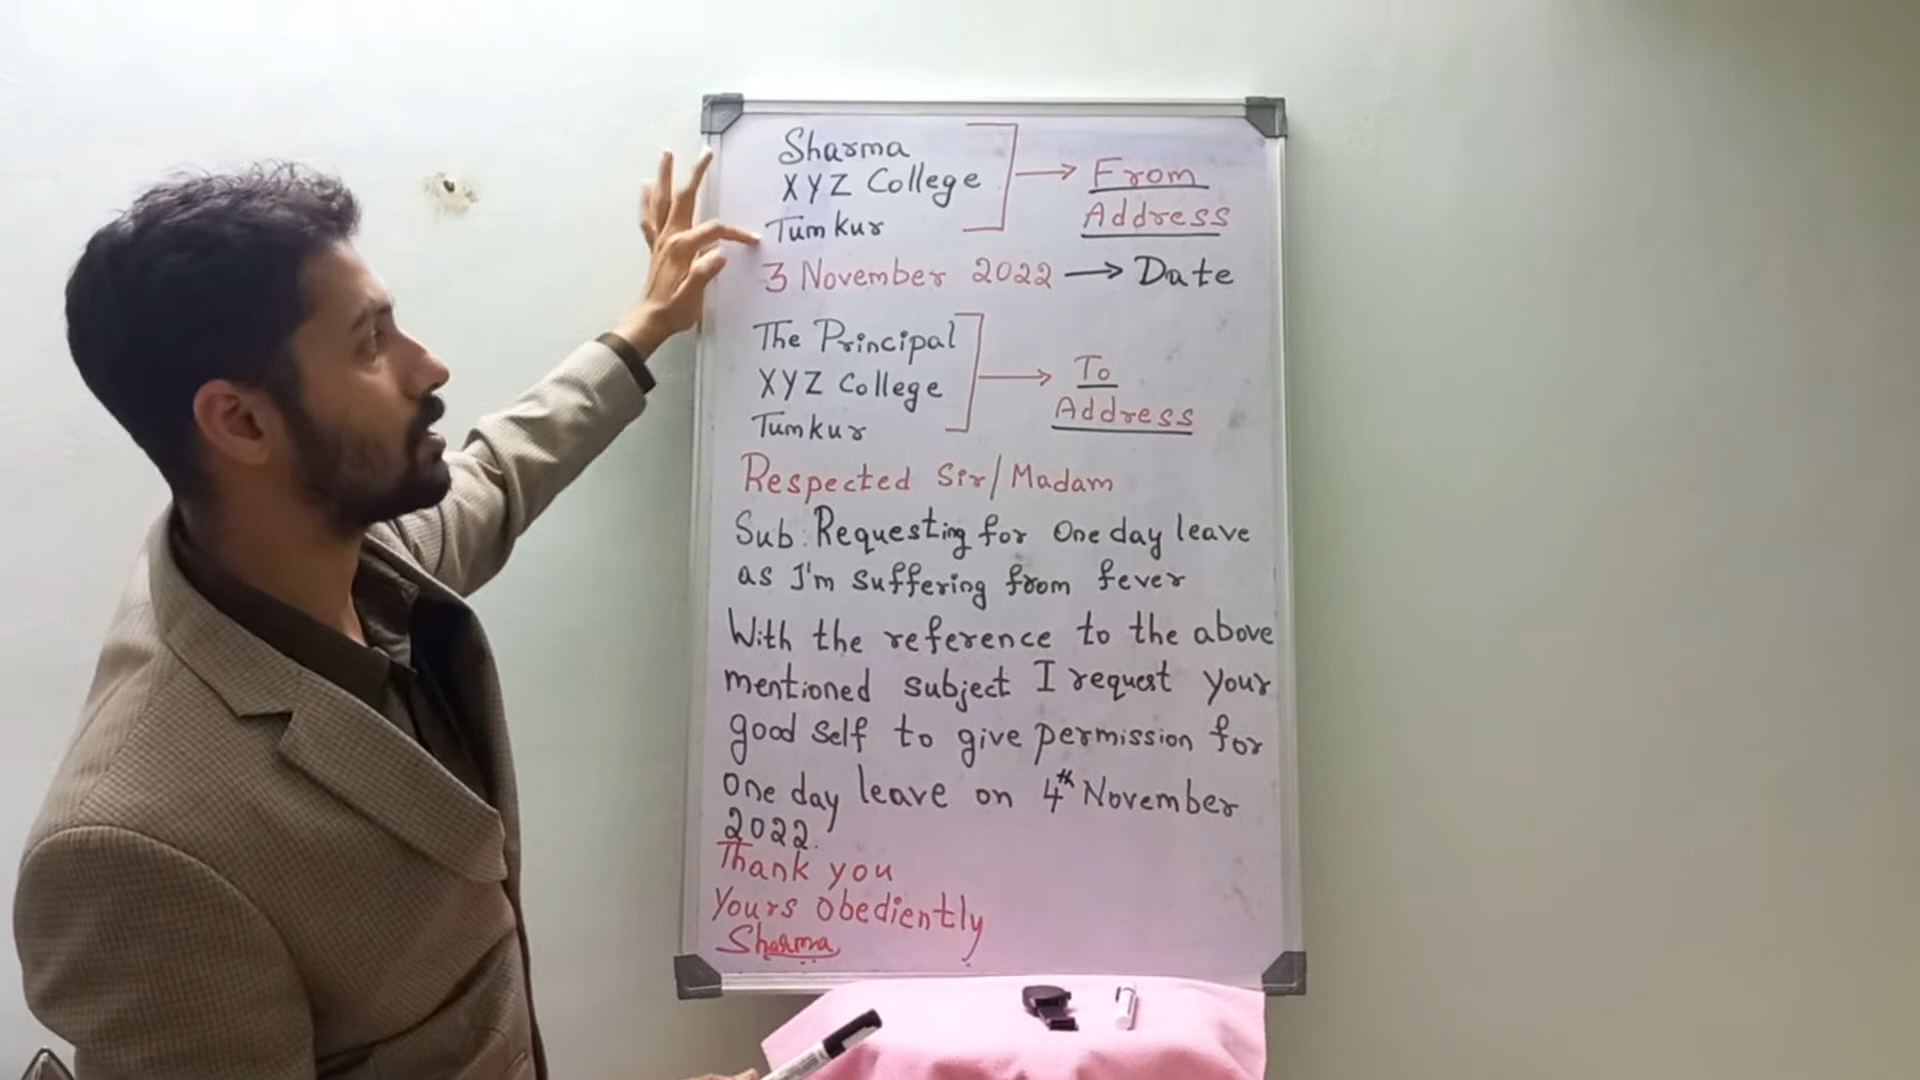 Sharma
XYZ College
Tumkur
From
Address
3 November 2022 → Date
The Principal
XYZ College
Tumkur
To
Address
Respected Sir/Madam
Sub: Requesting for One day leave
as I'm suffering from fever
With the reference to the above
mentioned subject I request your
good self to give permission for
one day leave on 4th November
2022.
Thank you
Yours obediently
Sharma